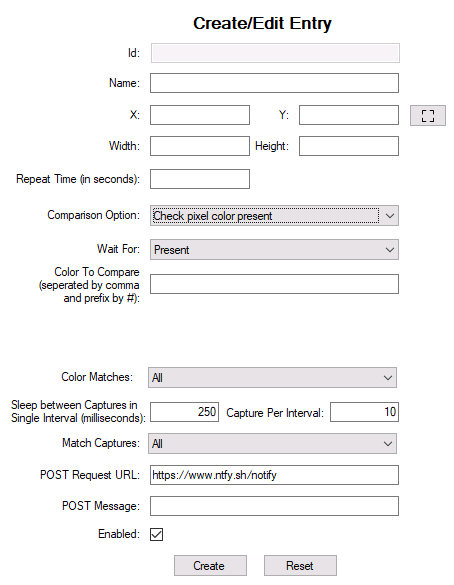 Create/Edit Entry
Id:
Name:
X: Y:
Width: Height:
Repeat Time (in seconds):
Comparison Option: Check pixel color present
Wait For: Present
Color To Compare
(seperated by comma
and prefix by #):
Color Matches: All
Sleep between Captures in
Single Interval (milliseconds): 250 Capture Per Interval: 10
Match Captures: All
POST Request URL: https://www.ntfy.sh/notify
POST Message:
Enabled:
Create Reset